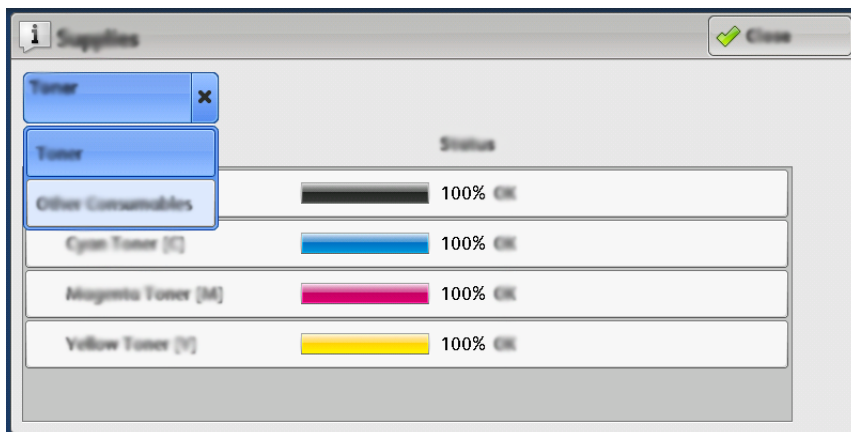 Supplies
Close
Toner
Status
Toner
100% OK
Other Consumables
Cyan Toner [C] 100% OK
Magenta Toner [M] 100% OK
Yellow Toner [Y] 100% OK